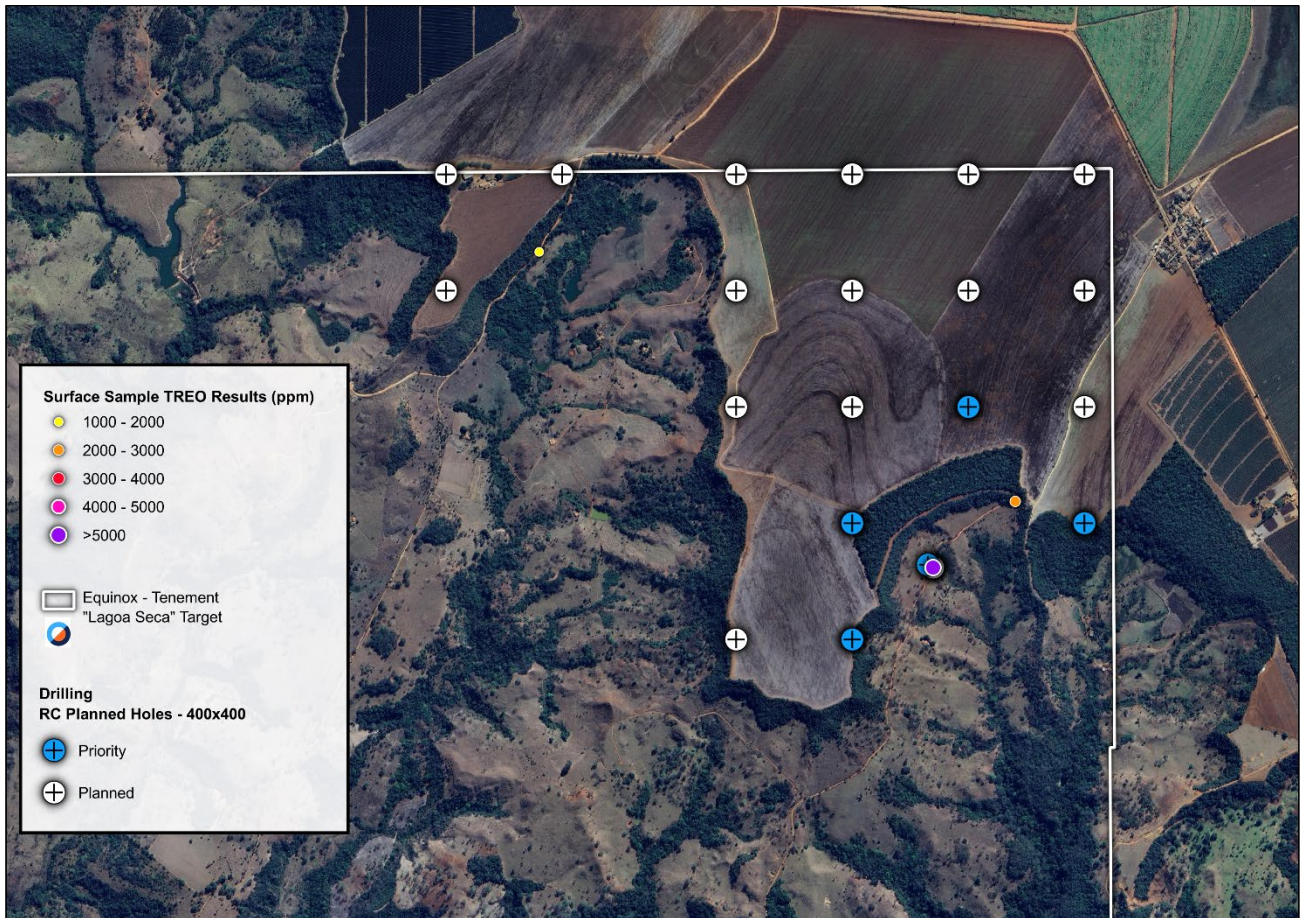 Surface Sample TREO Results (ppm)
1000 - 2000
2000 - 3000
3000 - 4000
4000 - 5000
>5000
Equinox - Tenement
"Lagoa Seca" Target
Drilling
RC Planned Holes - 400x400
Priority
Planned